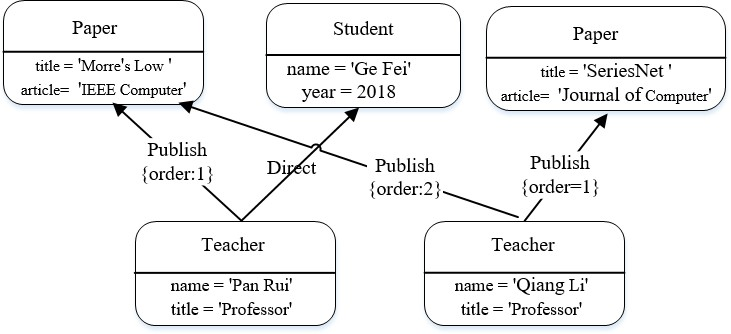 Paper
title = 'Morre's Low '
article= 'IEEE Computer'
Student
name = 'Ge Fei'
year = 2018
Paper
title = 'SeriesNet '
article= 'Journal of Computer'
Publish
{order:1}
Direct
Publish
{order:2}
Publish
{order=1}
Teacher
name = 'Pan Rui'
title = 'Professor'
Teacher
name = 'Qiang Li'
title = 'Professor'